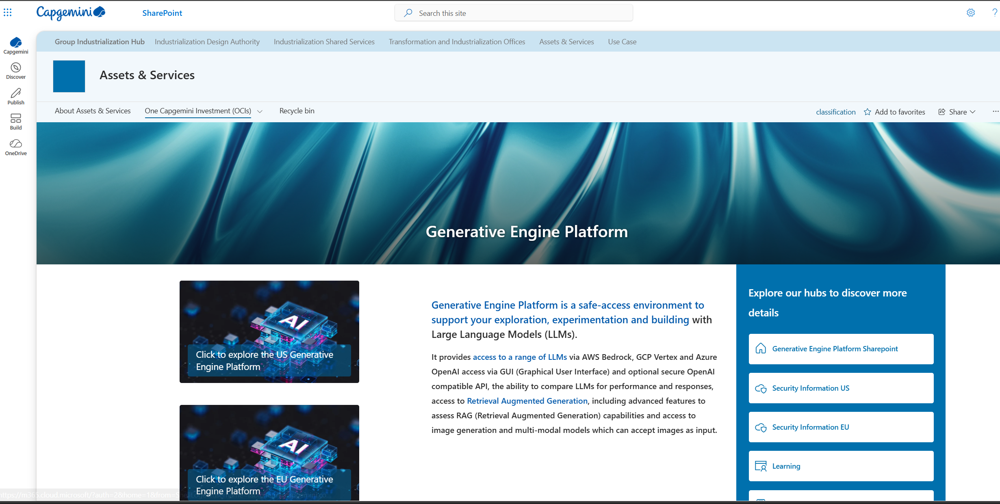 Capgemini
SharePoint
Search this site
Capgemini
Discover
Publish
Build
OneDrive
Group Industrialization Hub
Industrialization Design Authority
Industrialization Shared Services
Transformation and Industrialization Offices
Assets & Services
Use Case
Assets & Services
About Assets & Services
One Capgemini Investment (OCIs)
Recycle bin
classification
Add to favorites
Share
Generative Engine Platform
AI
Click to explore the US Generative
Engine Platform
AI
Click to explore the EU Generative
Engine Platform
Generative Engine Platform is a safe-access environment to
support your exploration, experimentation and building with
Large Language Models (LLMs).
It provides access to a range of LLMs via AWS Bedrock, GCP Vertex and Azure
OpenAI access via GUI (Graphical User Interface) and optional secure OpenAI
compatible API, the ability to compare LLMs for performance and responses,
access to Retrieval Augmented Generation, including advanced features to
assess RAG (Retrieval Augmented Generation) capabilities and access to
image generation and multi-modal models which can accept images as input.
Explore our hubs to discover more
details
Generative Engine Platform Sharepoint
Security Information US
Security Information EU
Learning
https://m365.cloud.microsoft/?auth=2&home=1&from=